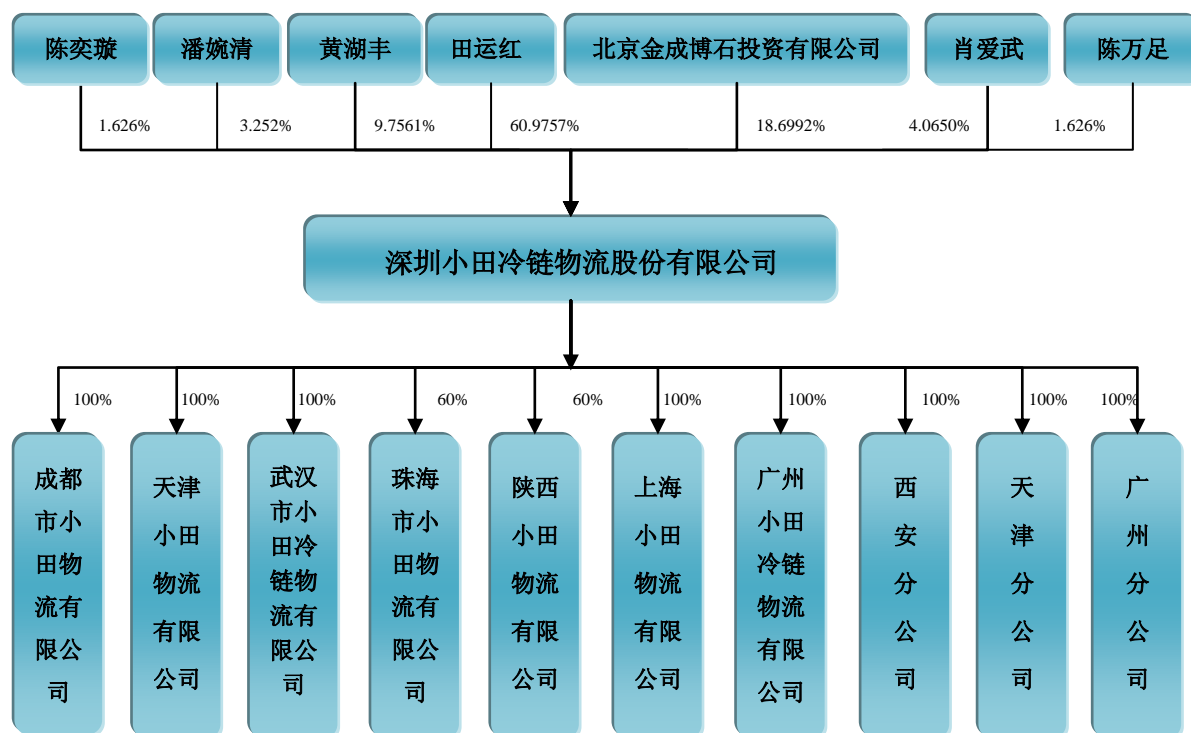 陈奕璇
潘婉清
黄湖丰
田运红
北京金成博石投资有限公司
肖爱武
陈万足
1.626%
3.252%
9.7561%
60.9757%
18.6992%
4.0650%
1.626%
深圳小田冷链物流股份有限公司
100%
100%
100%
60%
60%
100%
100%
100%
100%
100%
成都
市小
田物
流有
限公
司
天津
小田
物流
有限
公司
武汉
市小
田冷
链物
流有
限公
司
珠海
市小
田物
流有
限公
司
陕西
小田
物流
有限
公司
上海
小田
物流
有限
公司
广州
小田
冷链
物流
有限
公司
西
安
分
公
司
天
津
分
公
司
广
州
分
公
司